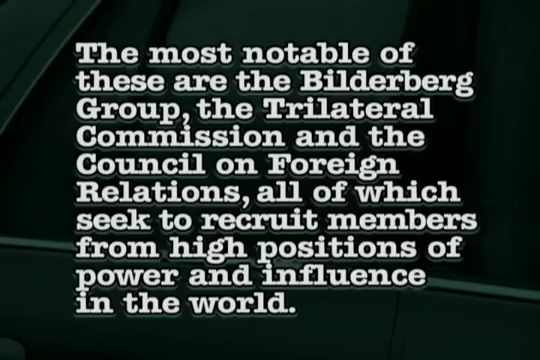 The most notable of
these are the Bilderberg
Group, the Trilateral
Commission and the
Council on Foreign
Relations, all of which
seek to recruit members
from high positions of
power and influence
in the world.